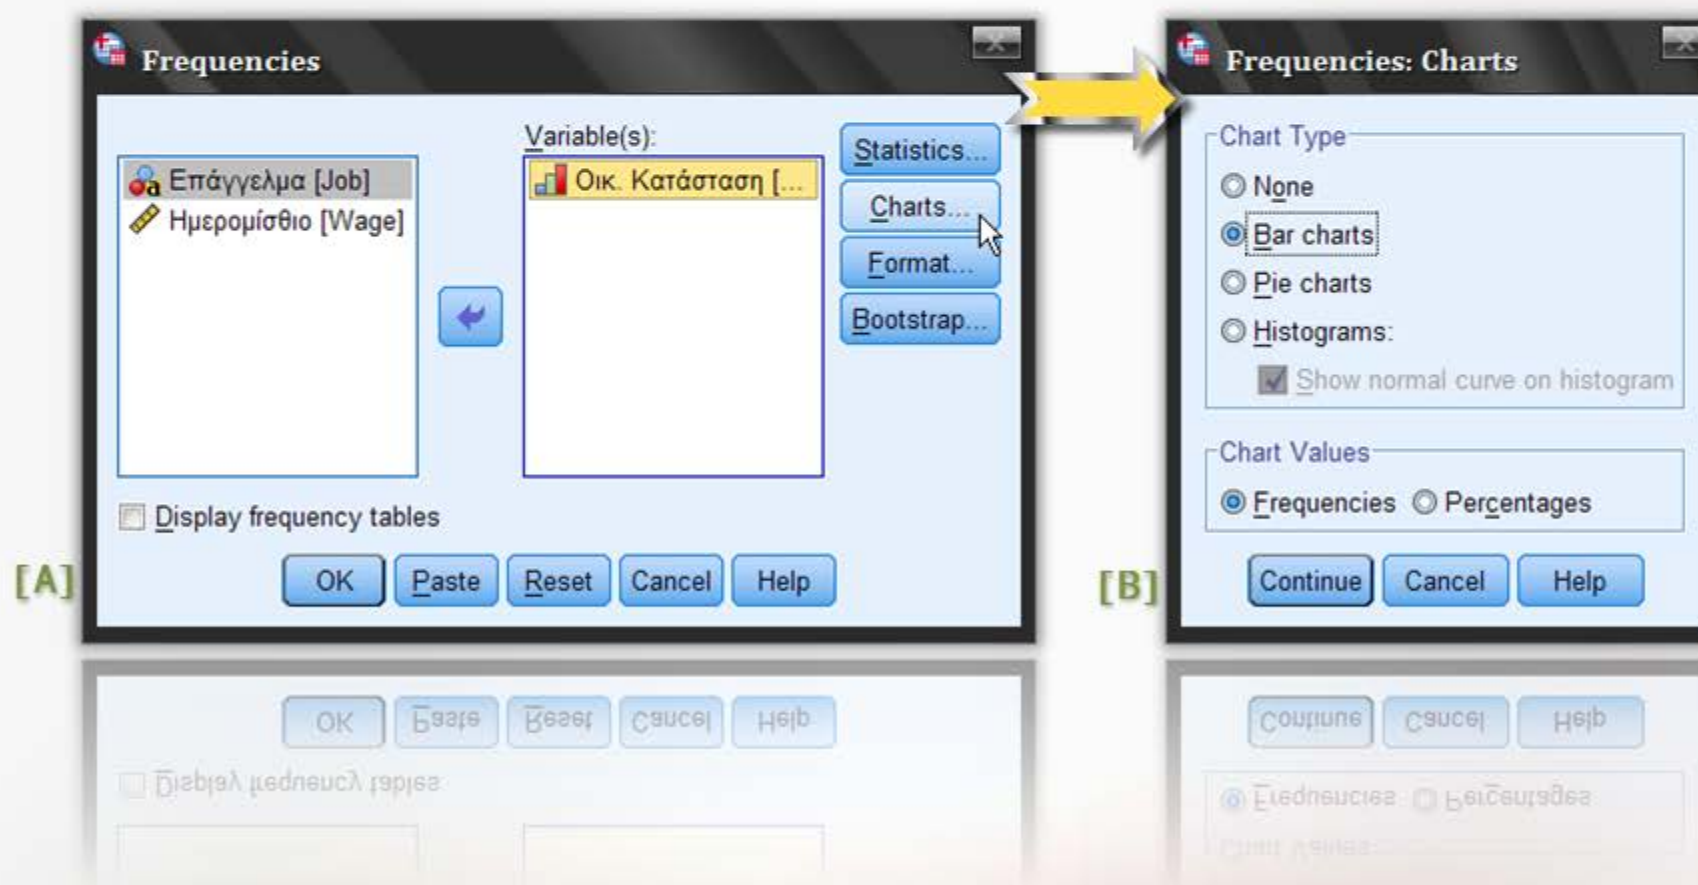 Frequencies
Variable(s):
Επάγγελμα [Job]
Ημερομίσθιο [Wage]
Οικ. Κατάσταση [...
Statistics...
Charts...
Format...
Bootstrap...
Display frequency tables
OK Paste Reset Cancel Help
[A]
Frequencies: Charts
Chart Type
None
Bar charts
Pie charts
Histograms:
Show normal curve on histogram
Chart Values
Frequencies Percentages
Continue Cancel Help
[B]